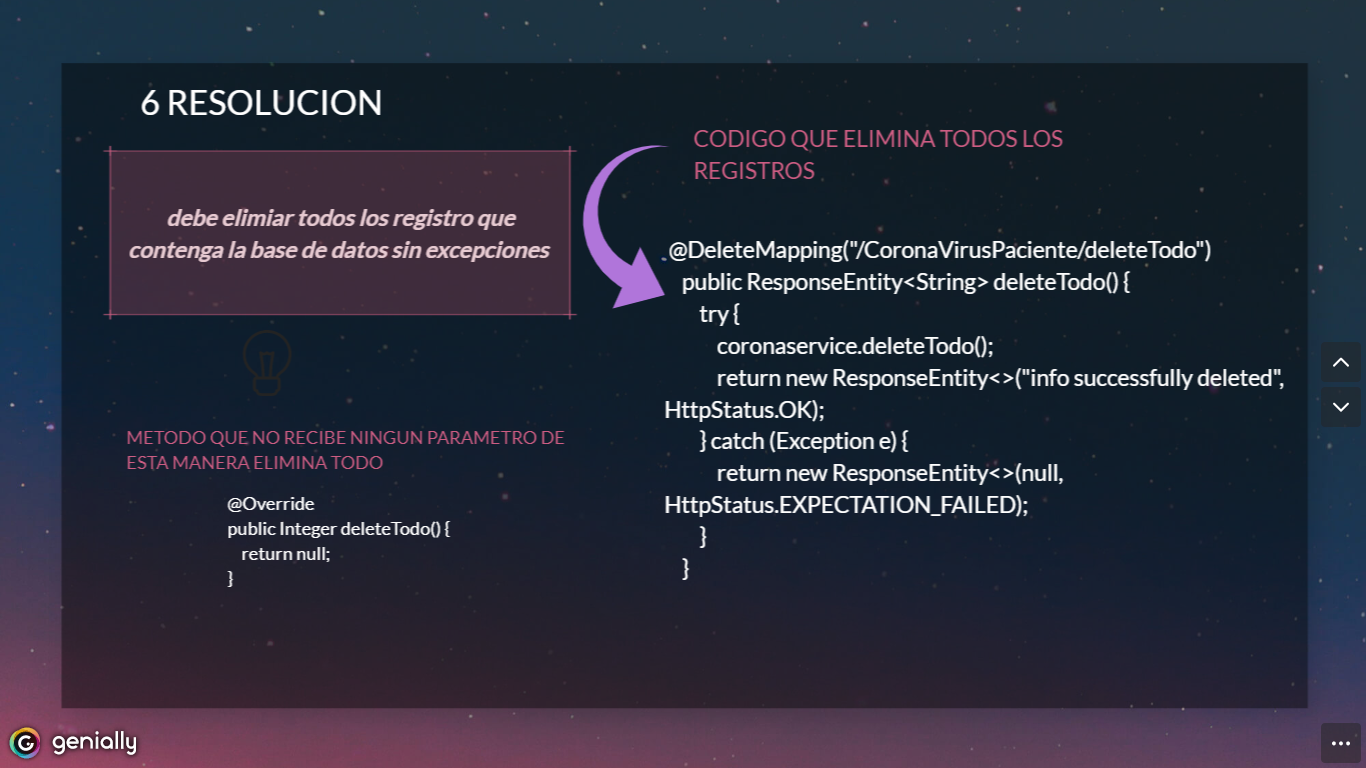 6 RESOLUCION
debe elimiar todos los registro que
contenga la base de datos sin excepciones
METODO QUE NO RECIBE NINGUN PARAMETRO DE
ESTA MANERA ELIMINA TODO
@Override
public Integer deleteTodo() {
return null;
}
CODIGO QUE ELIMINA TODOS LOS
REGISTROS
@DeleteMapping("/CoronaVirusPaciente/deleteTodo")
public ResponseEntity<String> deleteTodo() {
try {
coronaservice.deleteTodo();
return new ResponseEntity<>("info successfully deleted",
HttpStatus.OK);
} catch (Exception e) {
return new ResponseEntity<>(null,
HttpStatus.EXPECTATION_FAILED);
}
}
genially